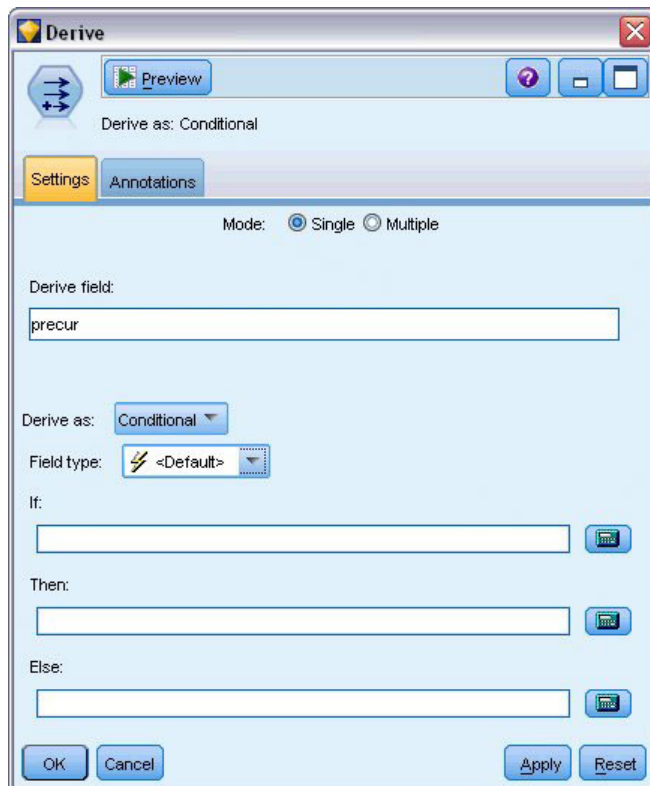 Derive
Preview
?
Derive as: Conditional
Settings Annotations
Mode: Single Multiple
Derive field:
precur
Derive as: Conditional
Field type: <Default>
If:
Then:
Else:
OK Cancel Apply Reset